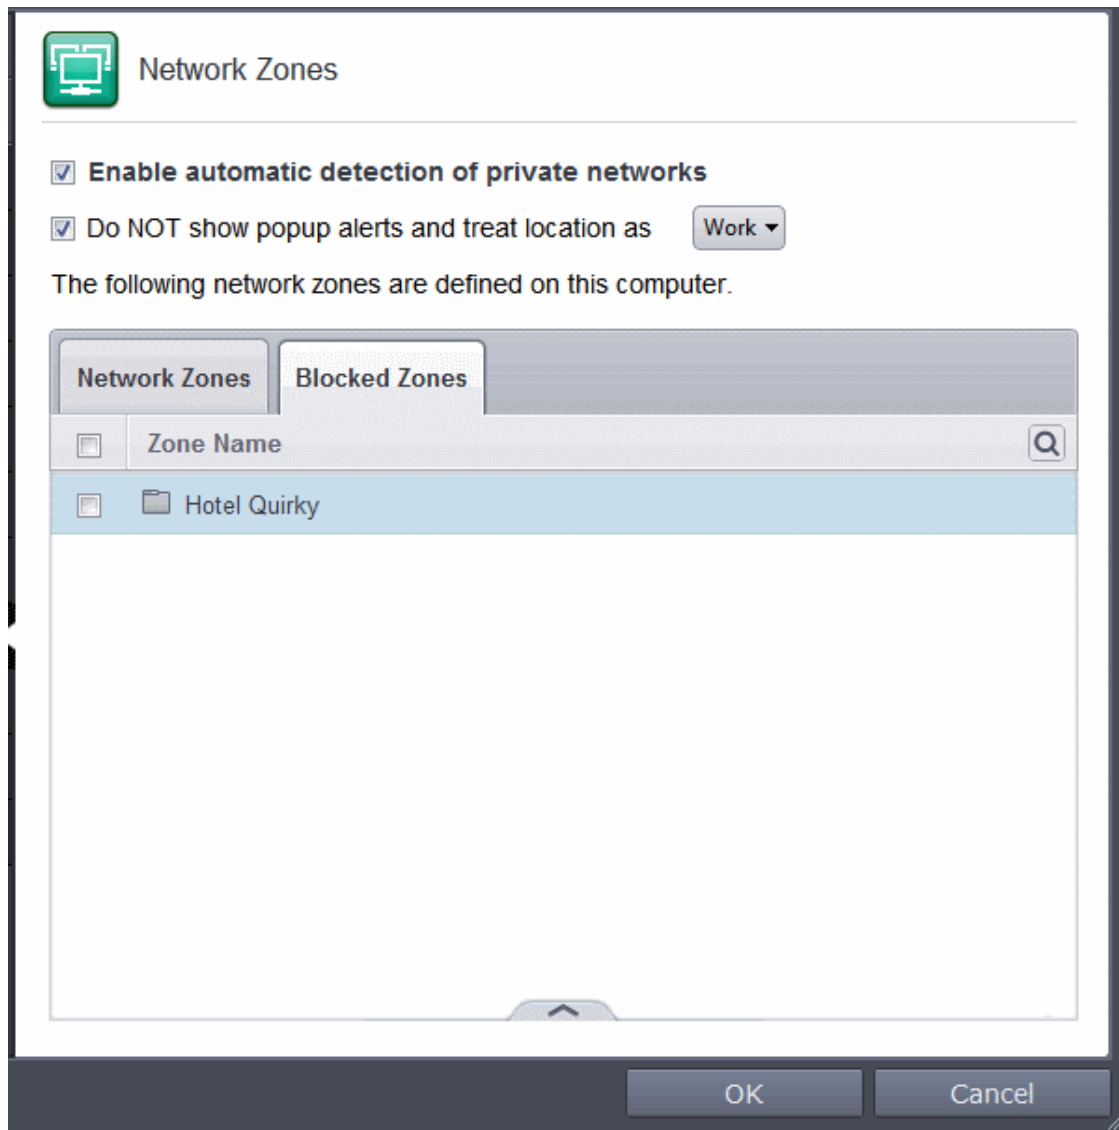 Network Zones
Enable automatic detection of private networks
Do NOT show popup alerts and treat location as Work
The following network zones are defined on this computer.
Network Zones Blocked Zones
Zone Name
Hotel Quirky
OK Cancel